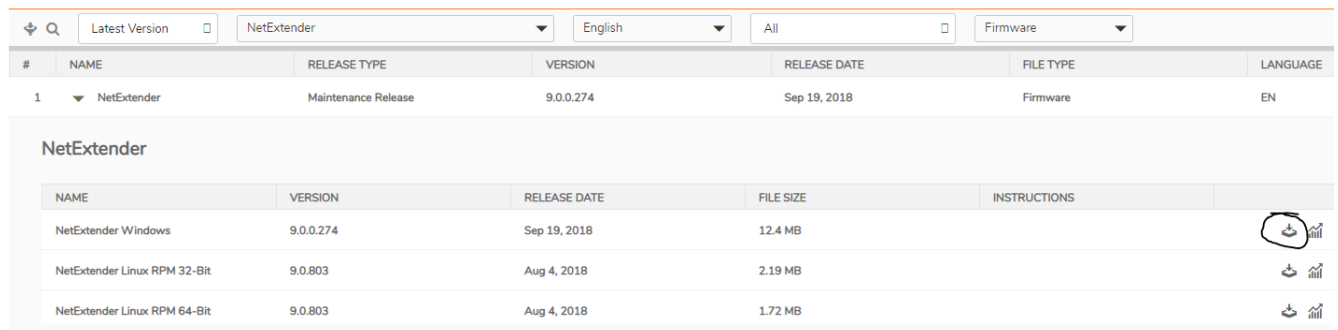 Latest Version NetExtender English All Firmware
# NAME RELEASE TYPE VERSION RELEASE DATE FILE TYPE LANGUAGE
1 NetExtender Maintenance Release 9.0.0.274 Sep 19, 2018 Firmware EN
NetExtender
NAME VERSION RELEASE DATE FILE SIZE INSTRUCTIONS
NetExtender Windows 9.0.0.274 Sep 19, 2018 12.4 MB
NetExtender Linux RPM 32-Bit 9.0.803 Aug 4, 2018 2.19 MB
NetExtender Linux RPM 64-Bit 9.0.803 Aug 4, 2018 1.72 MB